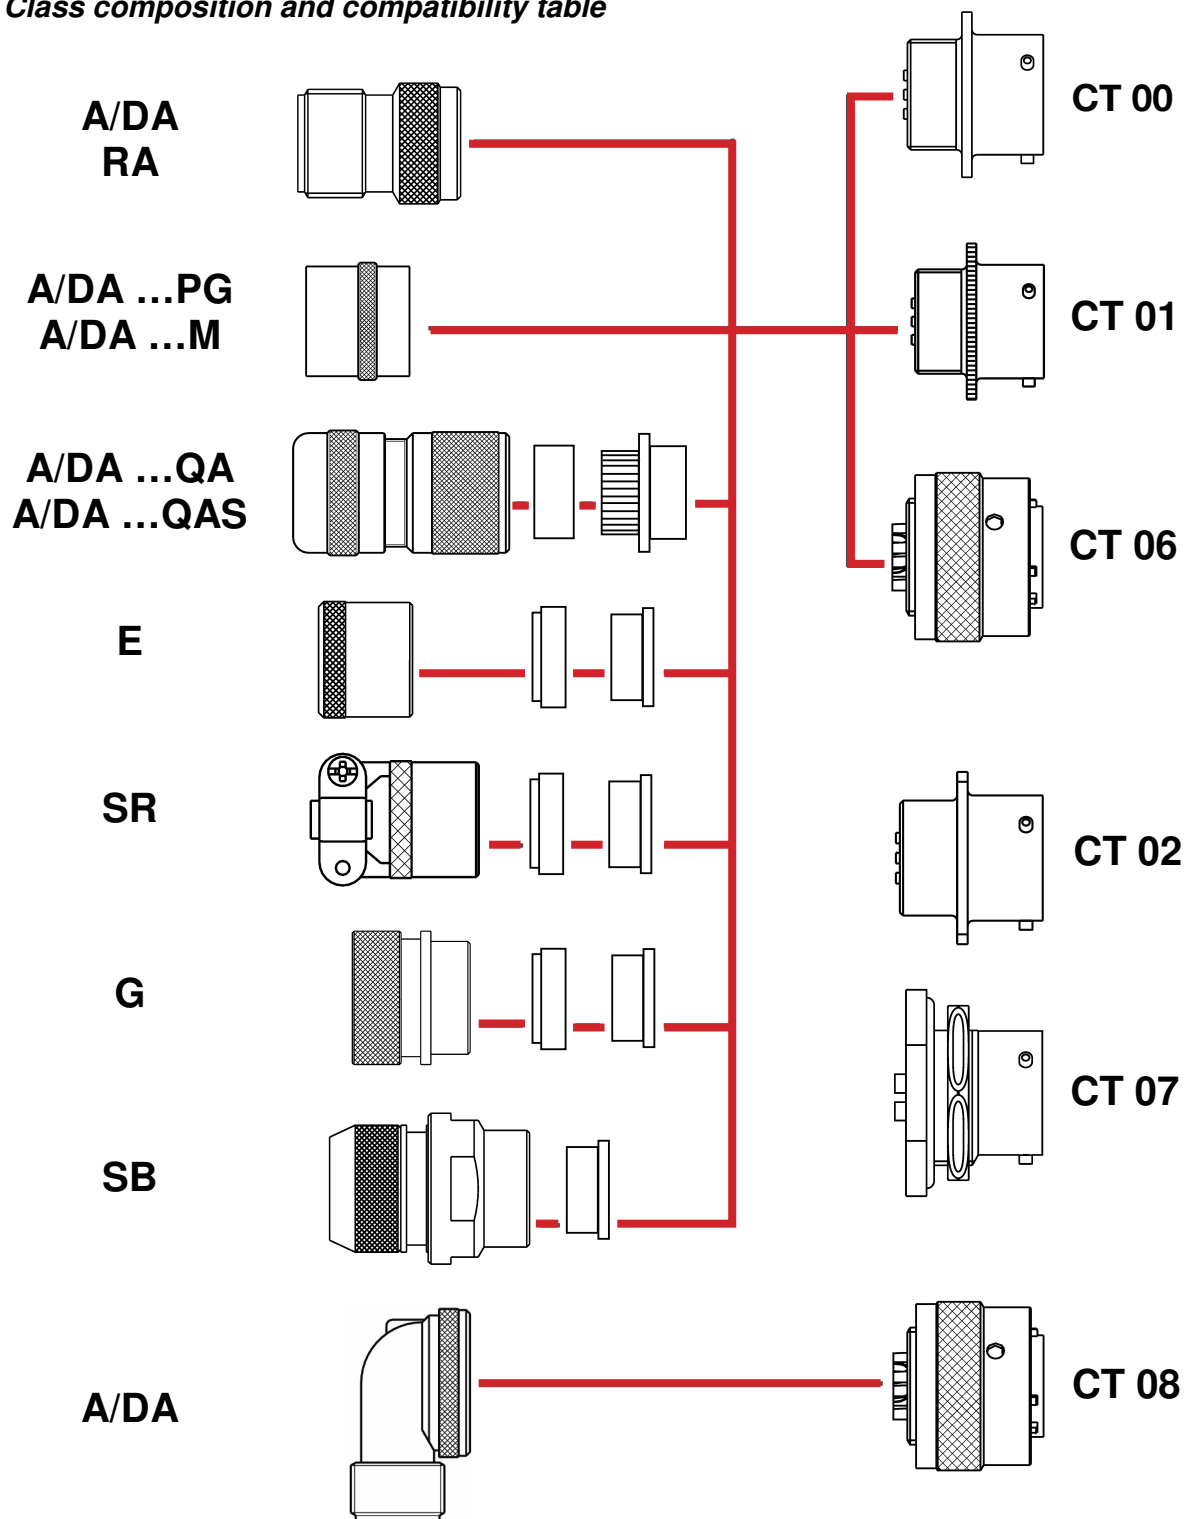 Class composition and compatibility table
A/DA
RA
CT 00
A/DA ...PG
A/DA ...M
CT 01
A/DA ...QA
A/DA ...QAS
CT 06
E
SR
CT 02
G
CT 07
SB
A/DA
CT 08